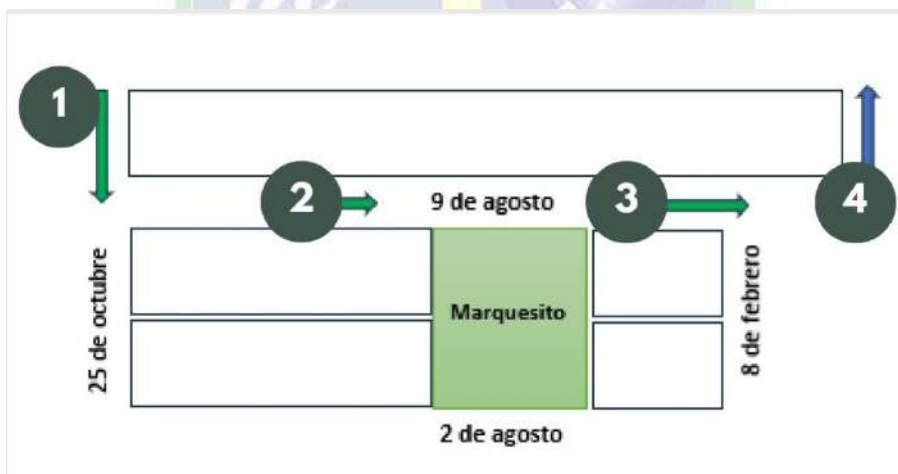 1
2
9 de agosto
3
4
25 de octubre
Marquesito
8 de febrero
2 de agosto